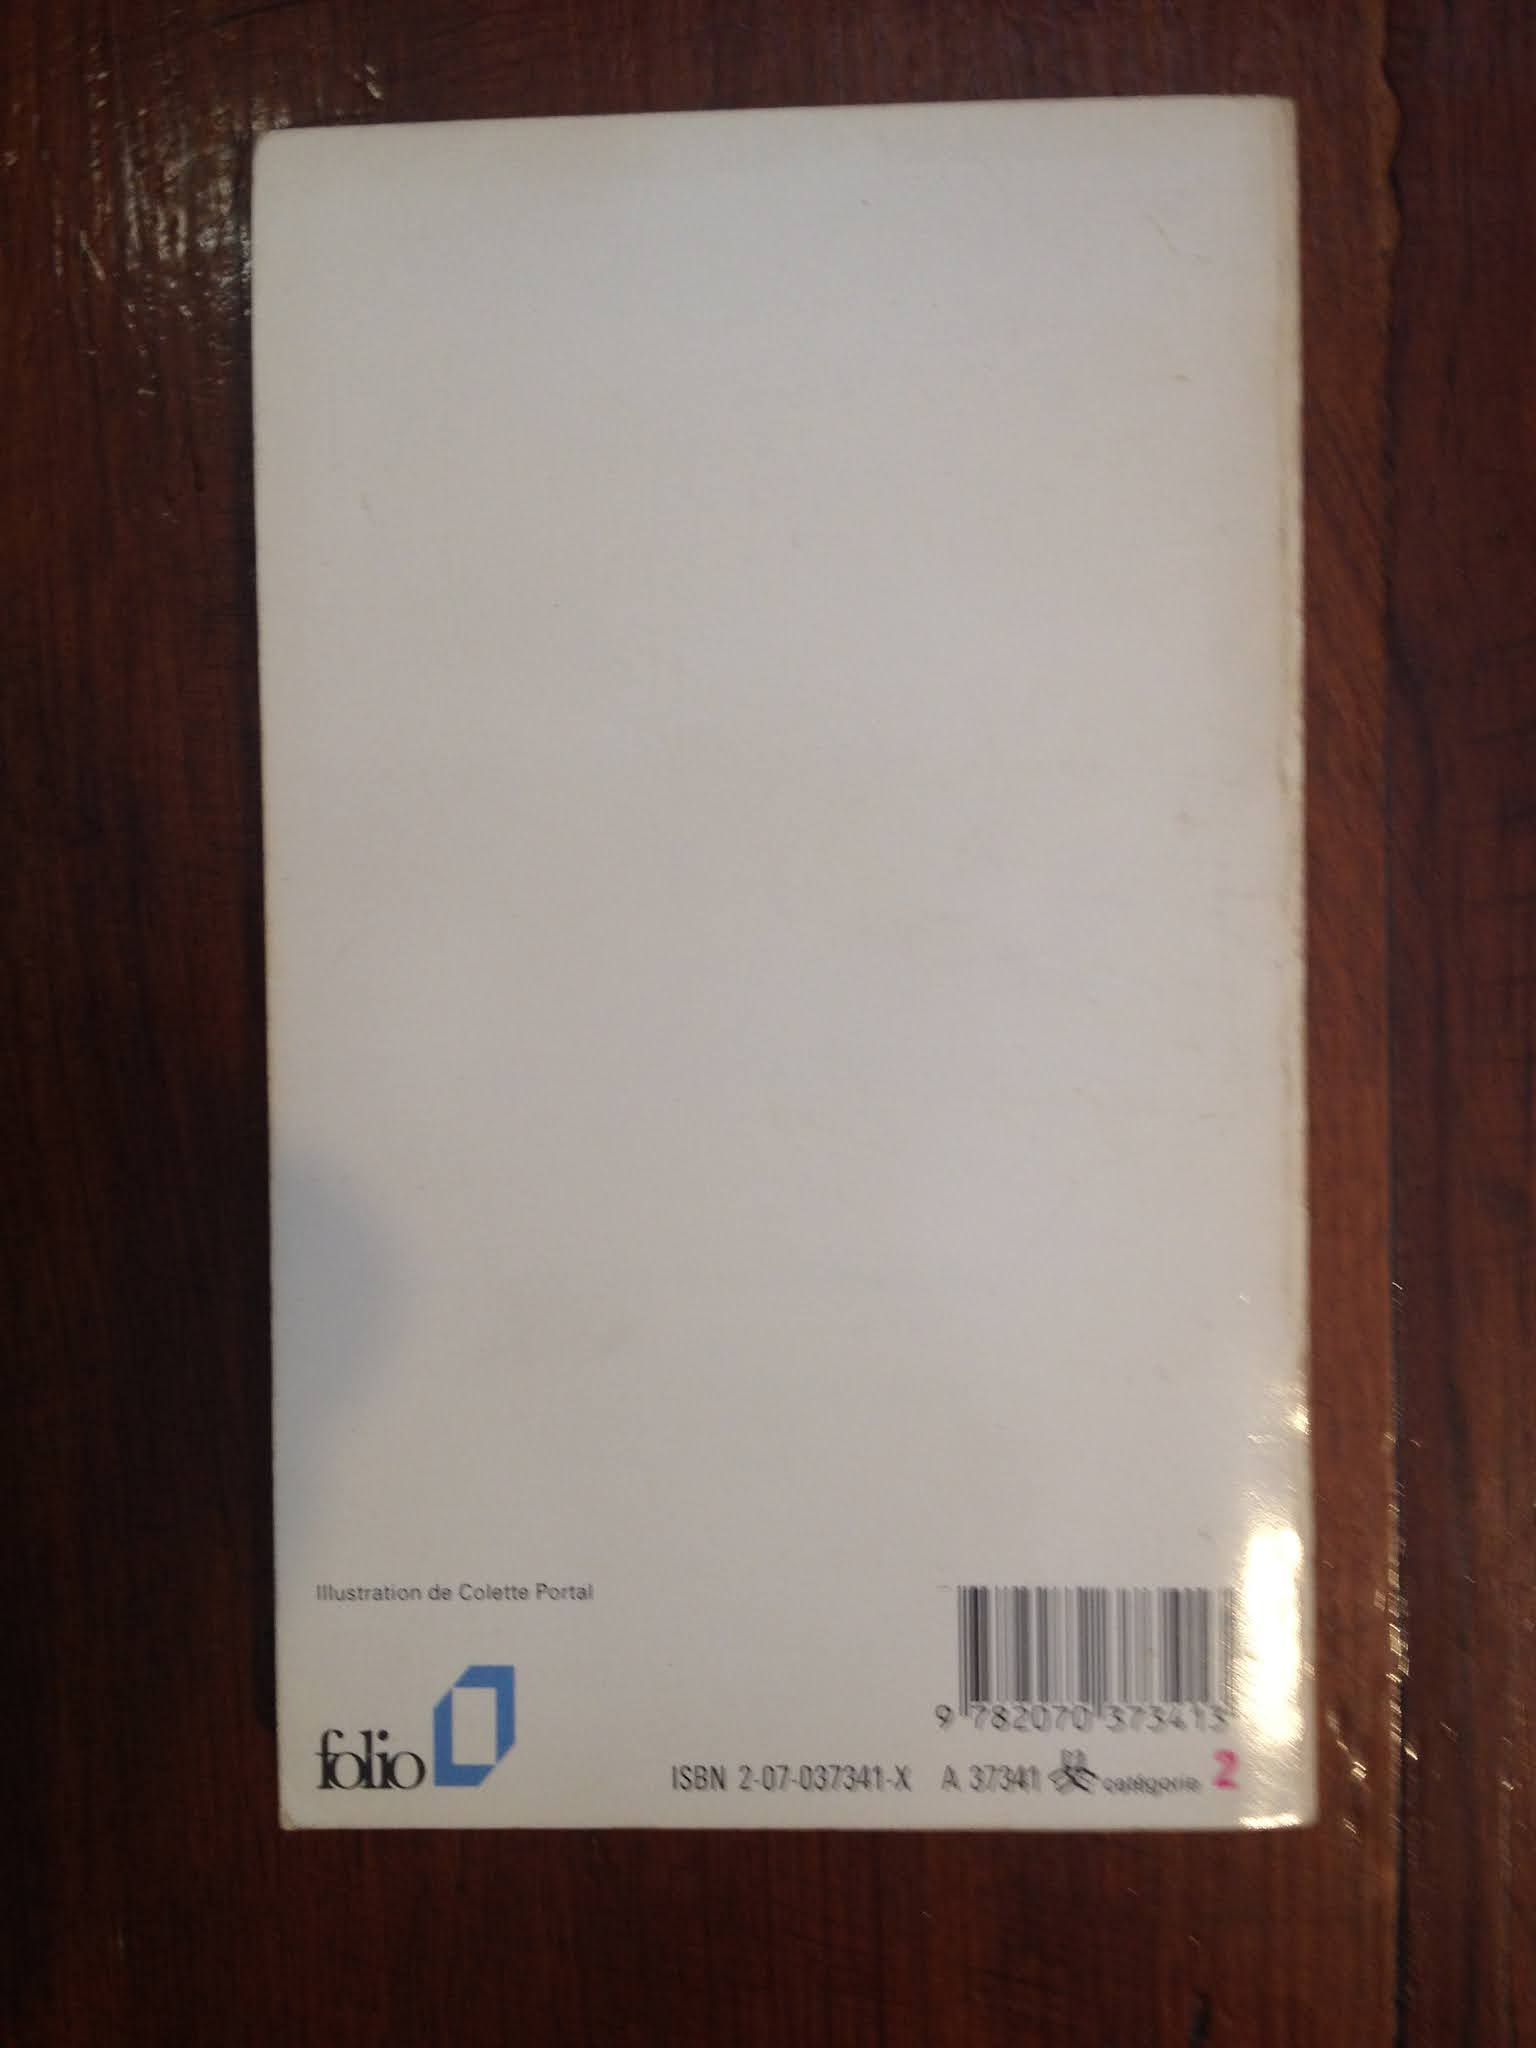 Illustration de Colette Portal
9 782070 373413
folio
ISBN 2-07-037341-X A 37341 catégorie 2